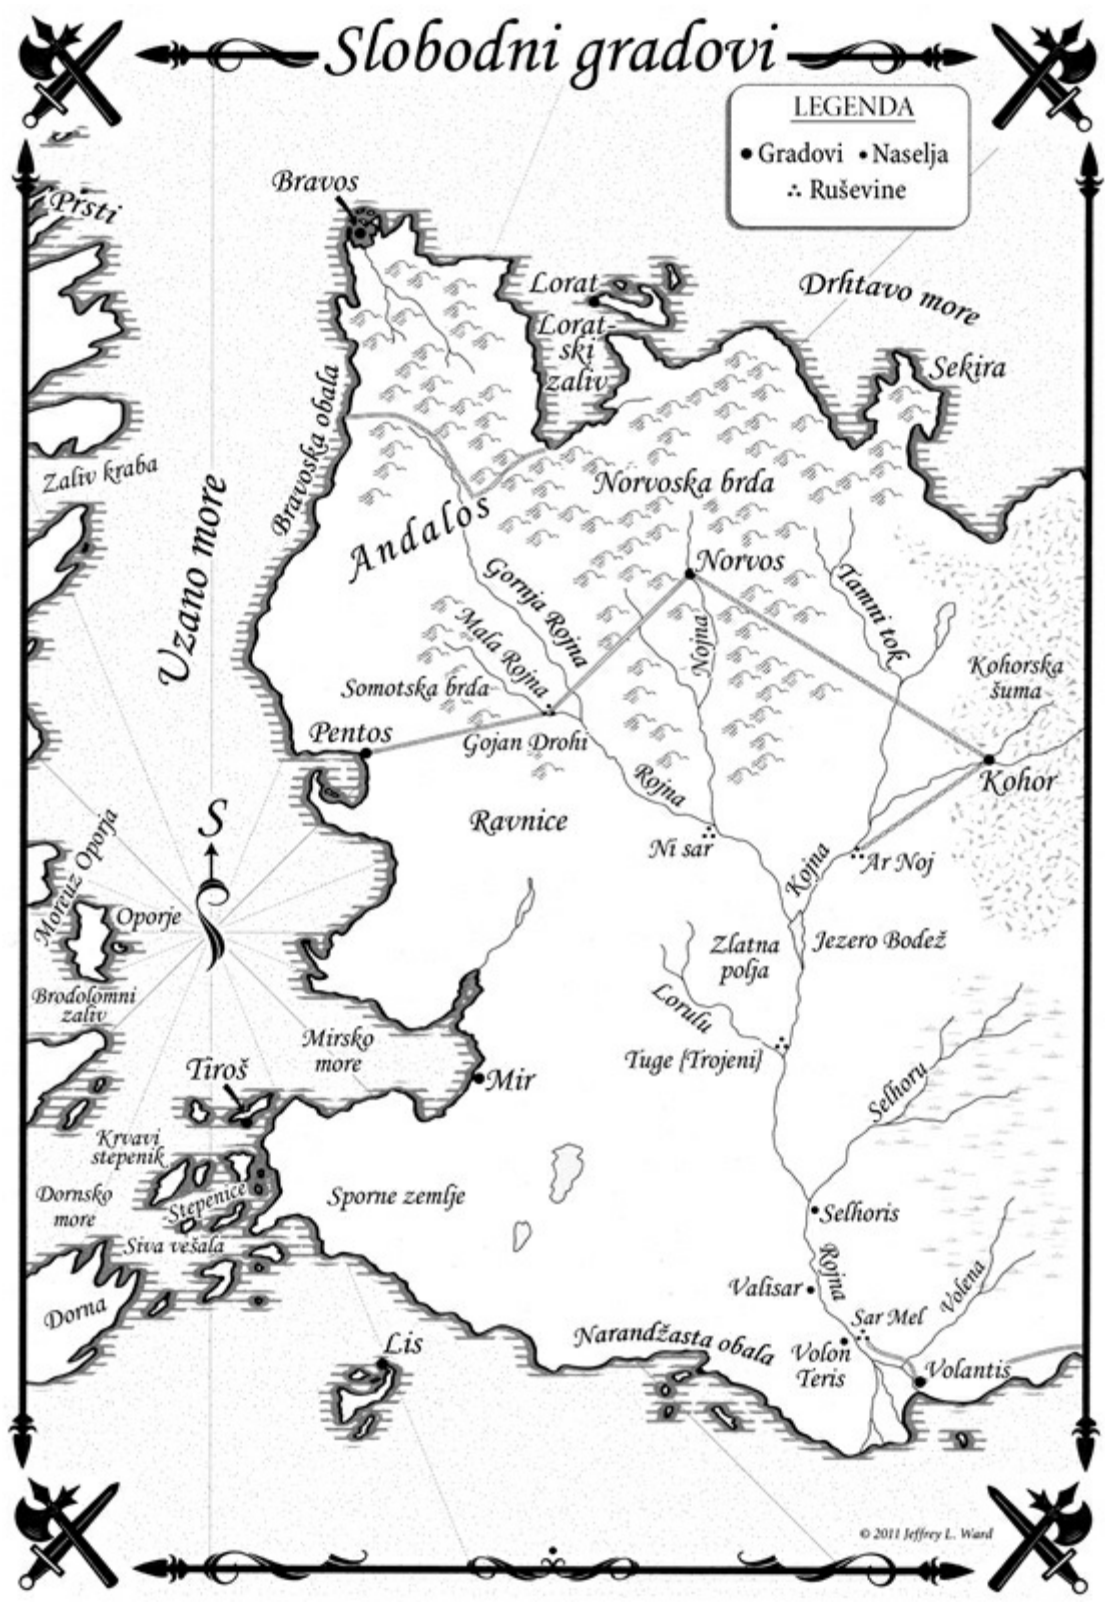 Slobodni gradovi
LEGENDA
Gradovi
Naselja
Ruševine
Bravos
Prsti
Lorat
Lorat-
ski
zaliv
Drhtavo more
Sekira
Bravoska obala
Zaliv kraba
Uzano more
Andalos
Norvoska brda
Norvos
Gornja Rojna
Mala Rojna
Nojna
Tamni tok
Kohorska
šuma
Somotska brda
Pentos
Gojan Drohi
Rojna
Kohor
S
Ravnice
Ni sar
Kojna
Ar Noj
Moreuz Oporja
Oporje
Zlatna
polja
Jezero Bodež
Brodolomni
zaliv
Lorulu
Mirsko
more
Tuge {Trojeni}
Tiroš
Mir
Selhoru
Krvavi
stepenik
Dornsko
more
Stepenice
Sporne zemlje
Selhoris
Siva vešala
Rojna
Valisar
Volena
Dorna
Sar Mel
Lis
Narandžasta obala
Volon
Teris
Volantis
© 2011 Jeffrey L. Ward